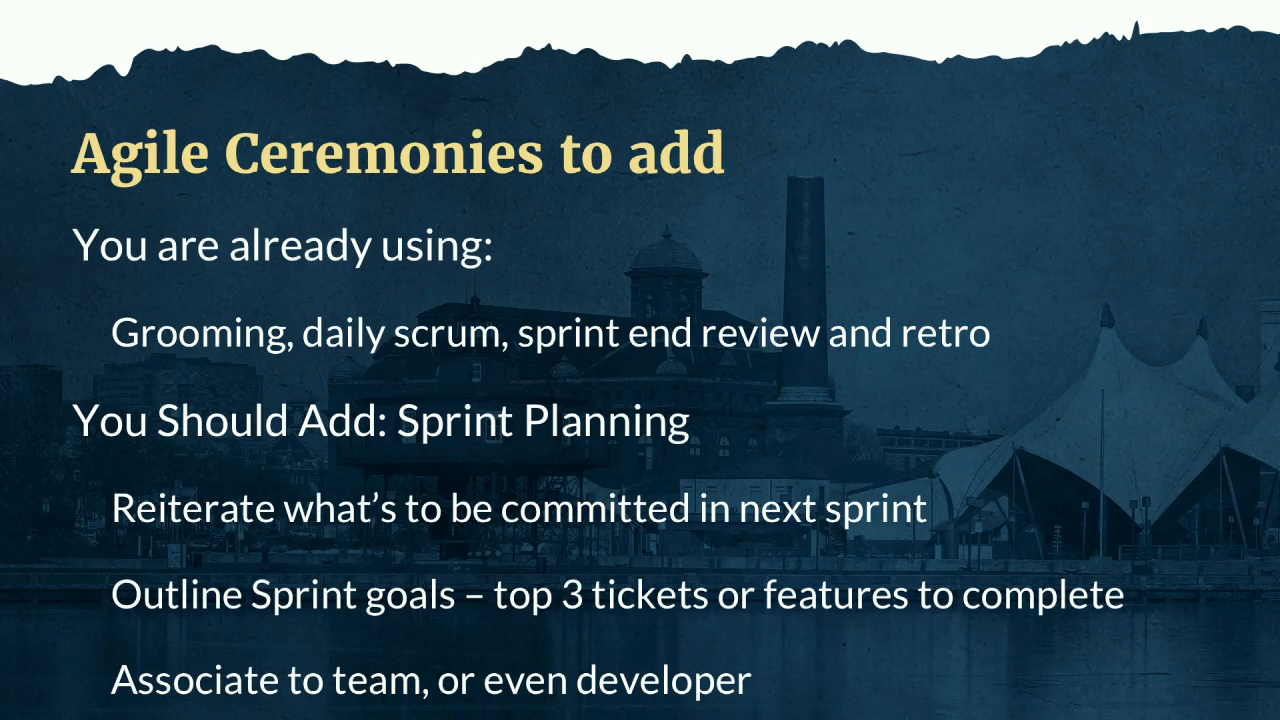 Agile Ceremonies to add
You are already using:
Grooming, daily scrum, sprint end review and retro
You Should Add: Sprint Planning
Reiterate what’s to be committed in next sprint
Outline Sprint goals – top 3 tickets or features to complete
Associate to team, or even developer